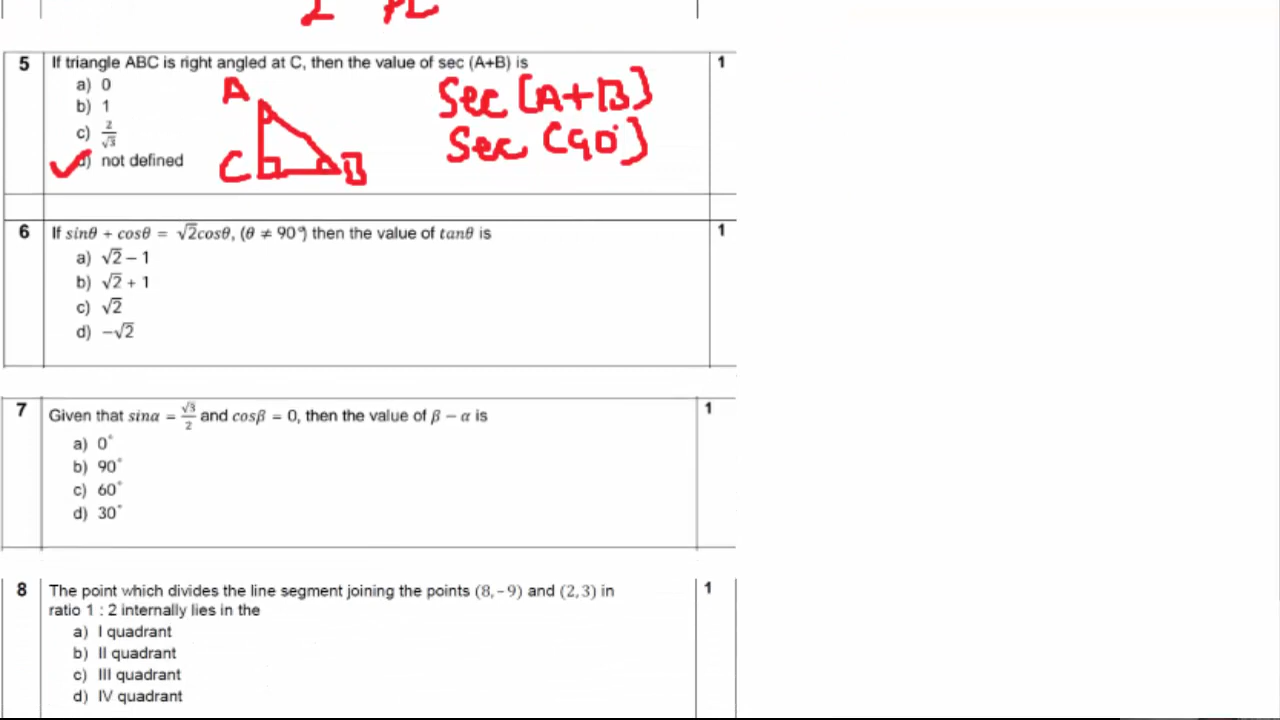 5 If triangle ABC is right angled at C, then the value of sec (A+B) is 1
a) 0
b) 1
c) 2/√3
d) not defined
A
C B
Sec [A+B]
Sec (90°]
6 If sinθ + cosθ = √2cosθ, (θ ≠ 90°) then the value of tanθ is 1
a) √2 − 1
b) √2 + 1
c) √2
d) −√2
7 Given that sinα = √3/2 and cosβ = 0, then the value of β − α is 1
a) 0°
b) 90°
c) 60°
d) 30°
8 The point which divides the line segment joining the points (8, −9) and (2, 3) in 1
ratio 1 : 2 internally lies in the
a) I quadrant
b) II quadrant
c) III quadrant
d) IV quadrant